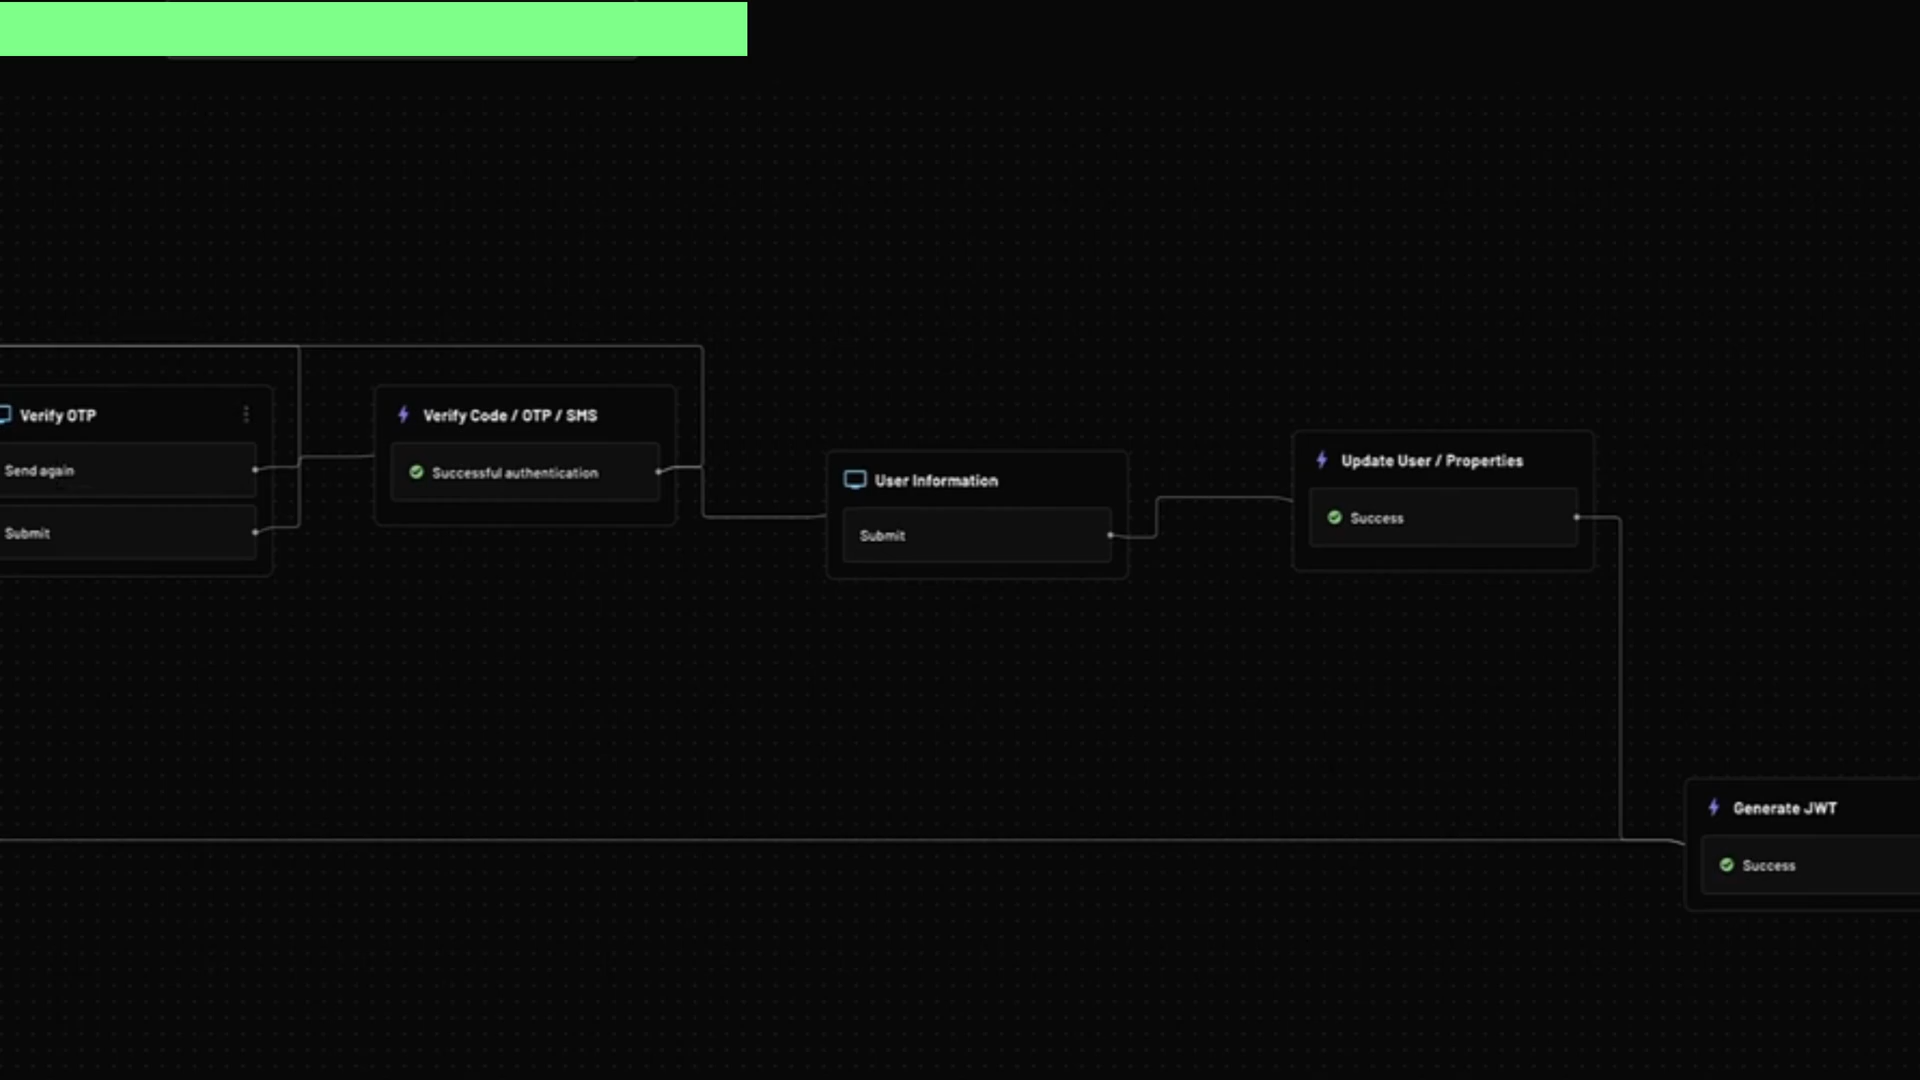 Verify OTP
Send again
Submit
Verify Code / OTP / SMS
Successful authentication
User Information
Submit
Update User / Properties
Success
Generate JWT
Success